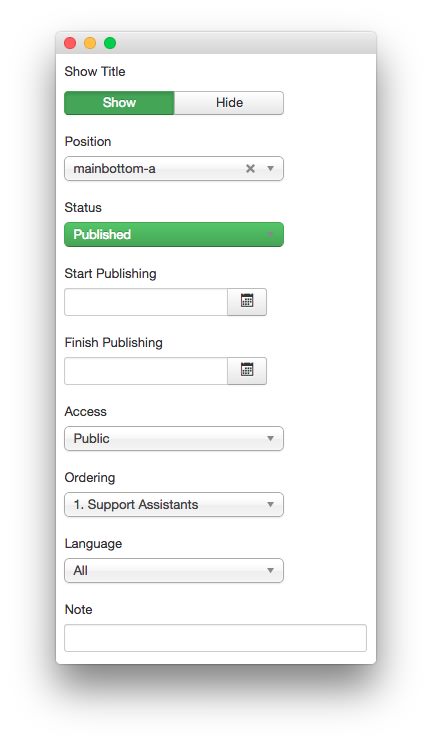 Show Title
Show Hide
Position
mainbottom-a
Status
Published
Start Publishing
Finish Publishing
Access
Public
Ordering
1. Support Assistants
Language
All
Note